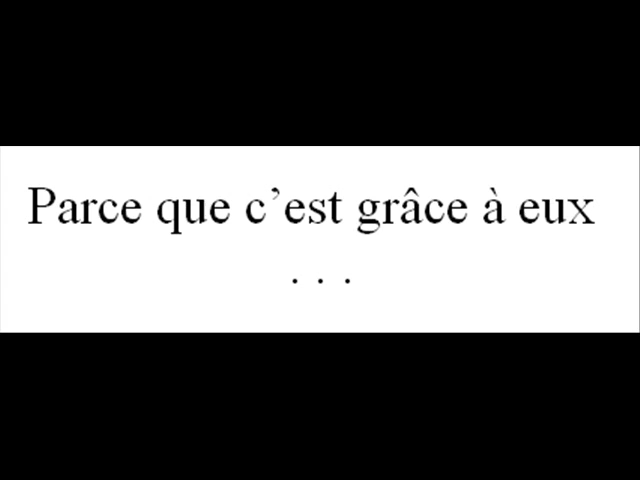 Parce que c’est grâce à eux
. . .